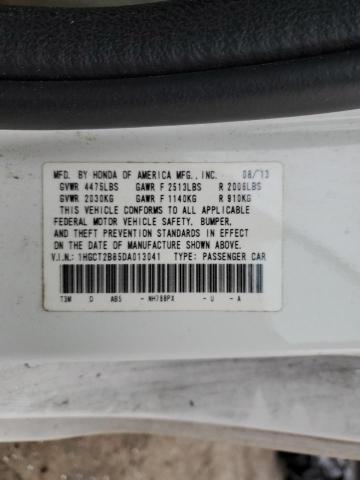 MFD. BY HONDA OF AMERICA MFG., INC. 08/13
GVWR 4475LBS GAWR F 2513LBS R 2006LBS
GVWR 2030KG GAWR F 1140KG R 910KG
THIS VEHICLE CONFORMS TO ALL APPLICABLE
FEDERAL MOTOR VEHICLE SAFETY, BUMPER,
AND THEFT PREVENTION STANDARDS IN EFFECT
ON THE DATE OF MANUFACTURE SHOWN ABOVE.
V.I.N.: 1HGCT2B85DA013041 TYPE: PASSENGER CAR
T3M D AB5 - NH788PX - U - A